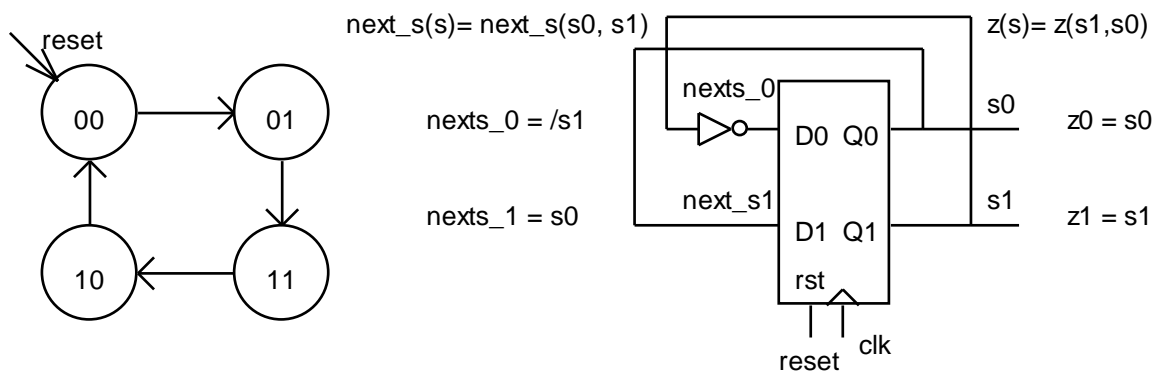 reset
00
01
10
11
next_s(s)= next_s(s0, s1)
nexts_0 = /s1
nexts_1 = s0
z(s)= z(s1,s0)
nexts_0
D0 Q0
s0
z0 = s0
next_s1
D1 Q1
s1
z1 = s1
rst
reset
clk